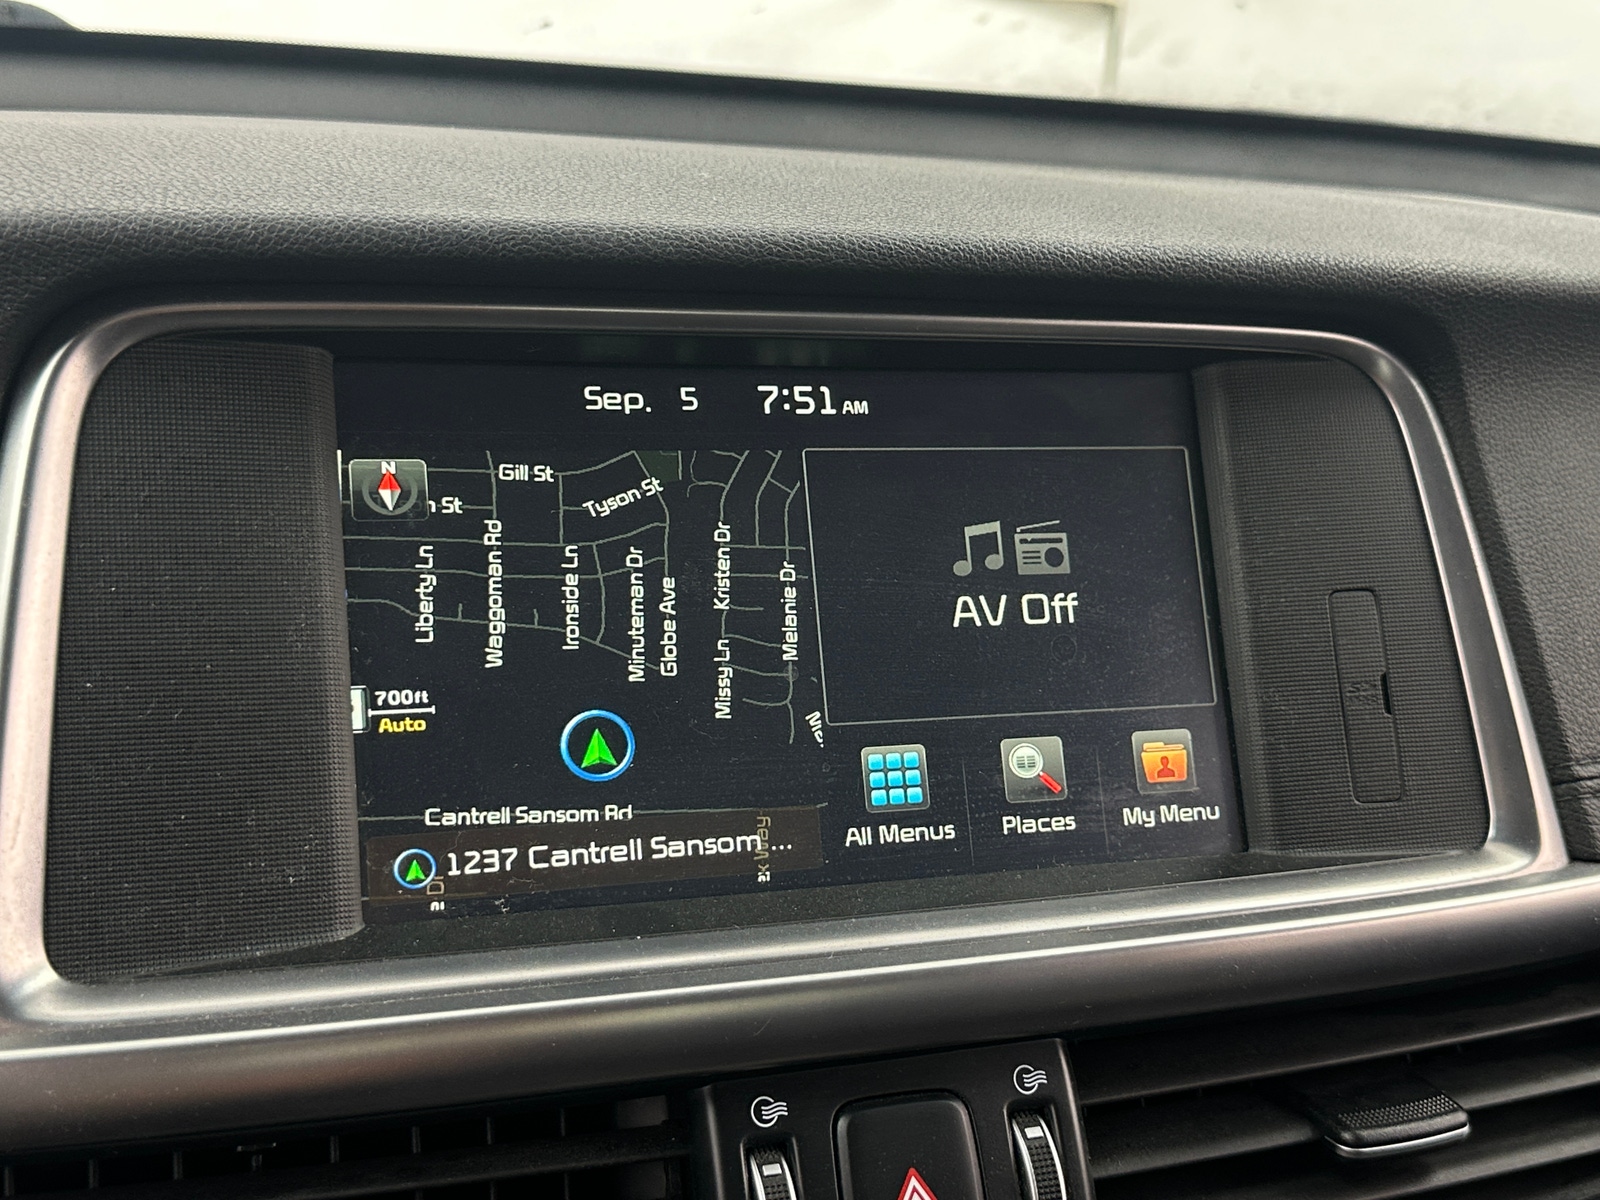 Sep. 5 7:51 AM
N
Gill St
Tyson St
n St
Liberty Ln
Waggoman Rd
Ironside Ln
Minuteman Dr
Globe Ave
Kristen Dr
Missy Ln
Melanie Dr
700ft
Auto
AV Off
Cantrell Sansom Rd
1237 Cantrell Sansom ...
All Menus
Places
My Menu